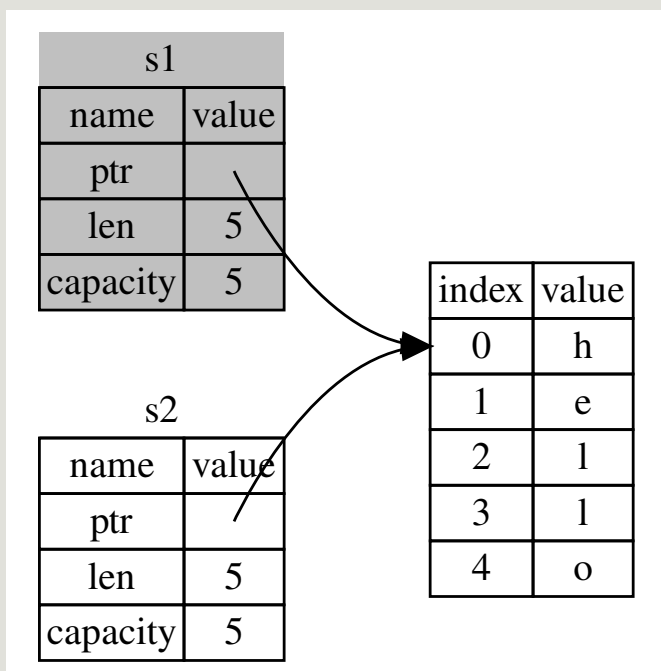 s1
name value
ptr
len 5
capacity 5
s2
name value
ptr
len 5
capacity 5
index value
0 h
1 e
2 l
3 l
4 o